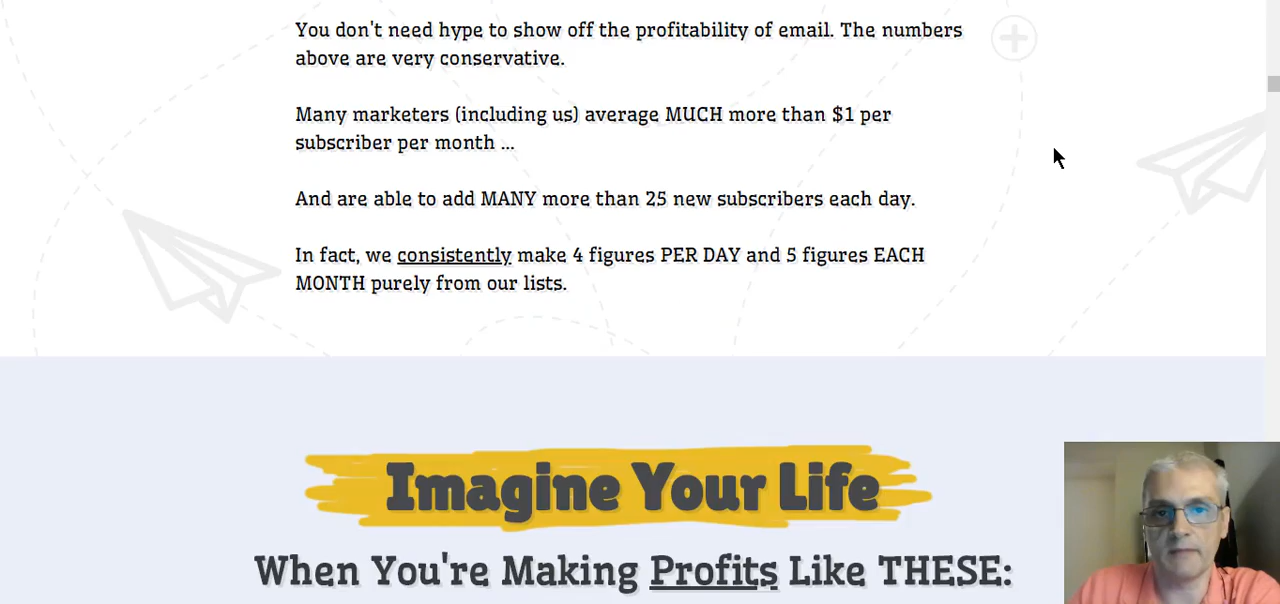 You don't need hype to show off the profitability of email. The numbers
above are very conservative.
Many marketers (including us) average MUCH more than $1 per
subscriber per month ...
And are able to add MANY more than 25 new subscribers each day.
In fact, we consistently make 4 figures PER DAY and 5 figures EACH
MONTH purely from our lists.
Imagine Your Life
When You're Making Profits Like THESE: